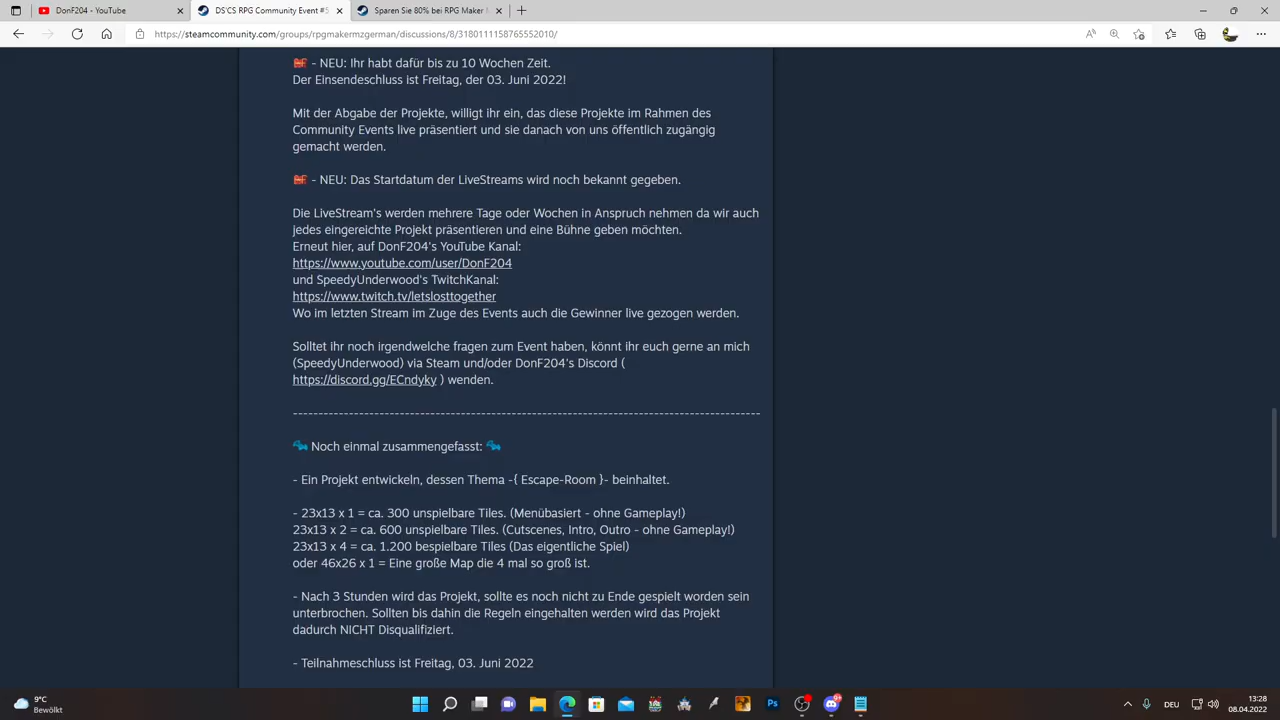 DonF204 - YouTube
DS'CS RPG Community Event #5
Sparen Sie 80% bei RPG Maker M
https://steamcommunity.com/groups/rpgmakermzgerman/discussions/8/3180111158765552010/
- NEU: Ihr habt dafür bis zu 10 Wochen Zeit.
Der Einsendeschluss ist Freitag, der 03. Juni 2022!
Mit der Abgabe der Projekte, willigt ihr ein, das diese Projekte im Rahmen des
Community Events live präsentiert und sie danach von uns öffentlich zugängig
gemacht werden.
- NEU: Das Startdatum der LiveStreams wird noch bekannt gegeben.
Die LiveStream's werden mehrere Tage oder Wochen in Anspruch nehmen da wir auch
jedes eingereichte Projekt präsentieren und eine Bühne geben möchten.
Erneut hier, auf DonF204's YouTube Kanal:
https://www.youtube.com/user/DonF204
und SpeedyUnderwood's TwitchKanal:
https://www.twitch.tv/letslosttogether
Wo im letzten Stream im Zuge des Events auch die Gewinner live gezogen werden.
Solltet ihr noch irgendwelche fragen zum Event haben, könnt ihr euch gerne an mich
(SpeedyUnderwood) via Steam und/oder DonF204's Discord (
https://discord.gg/ECndyky ) wenden.
------------------------------------------------------------------------------------------
Noch einmal zusammengefasst:
- Ein Projekt entwickeln, dessen Thema -{ Escape-Room }- beinhaltet.
- 23x13 x 1 = ca. 300 unspielbare Tiles. (Menübasiert - ohne Gameplay!)
23x13 x 2 = ca. 600 unspielbare Tiles. (Cutscenes, Intro, Outro - ohne Gameplay!)
23x13 x 4 = ca. 1.200 bespielbare Tiles (Das eigentliche Spiel)
oder 46x26 x 1 = Eine große Map die 4 mal so groß ist.
- Nach 3 Stunden wird das Projekt, sollte es noch nicht zu Ende gespielt worden sein
unterbrochen. Sollten bis dahin die Regeln eingehalten werden wird das Projekt
dadurch NICHT Disqualifiziert.
- Teilnahmeschluss ist Freitag, 03. Juni 2022
9°C
Bewölkt
DEU
13:28
08.04.2022